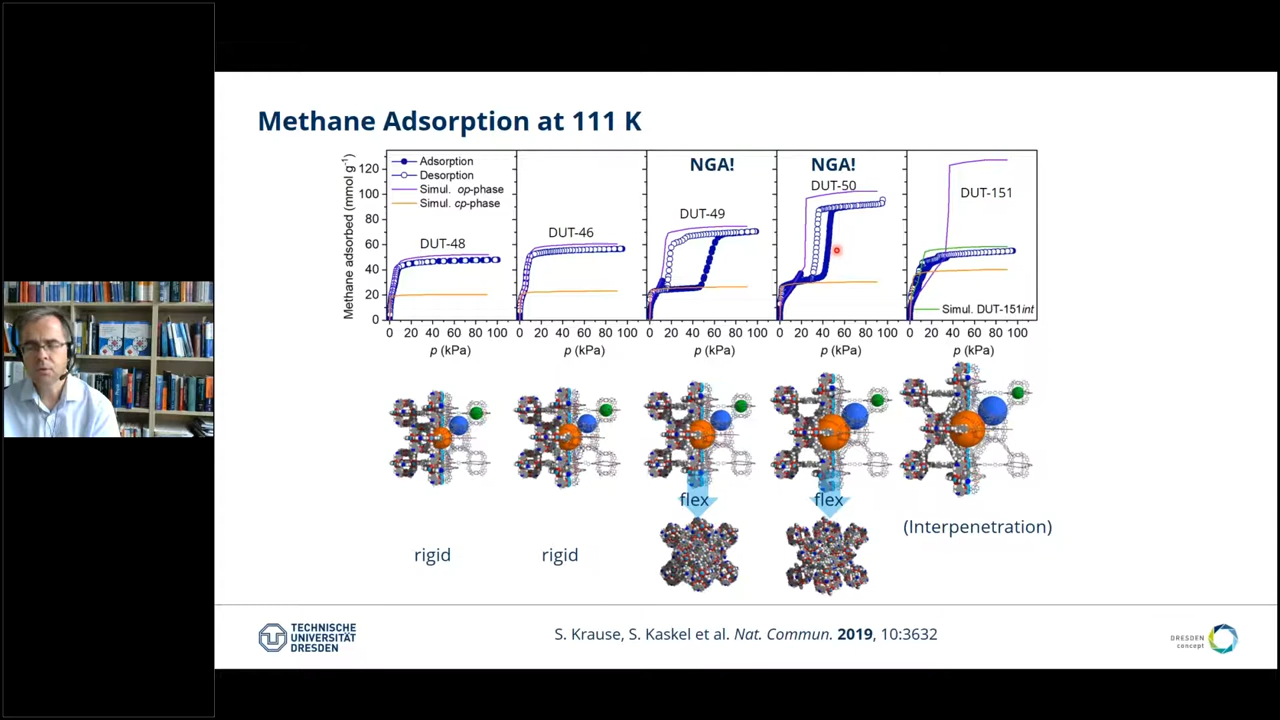 Methane Adsorption at 111 K
Methane adsorbed (mmol g⁻¹)
120
100
80
60
40
20
0
Adsorption
Desorption
Simul. op-phase
Simul. cp-phase
DUT-48
DUT-46
NGA!
DUT-49
NGA!
DUT-50
DUT-151
Simul. DUT-151int
0 20 40 60 80 100
0 20 40 60 80 100
0 20 40 60 80 100
0 20 40 60 80 100
0 20 40 60 80 100
p (kPa)
p (kPa)
p (kPa)
p (kPa)
p (kPa)
flex
flex
rigid
rigid
(Interpenetration)
TECHNISCHE
UNIVERSITÄT
DRESDEN
S. Krause, S. Kaskel et al. Nat. Commun. 2019, 10:3632
DRESDEN
concept